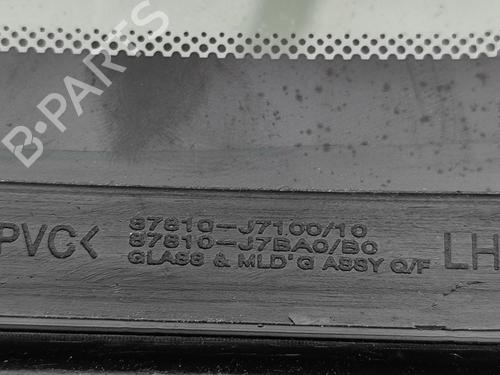 B-PARTS
PVC< 87810-J7100/10 LH
87810-J7BA0/B0
GLASS & MLD'G ASSY Q/F